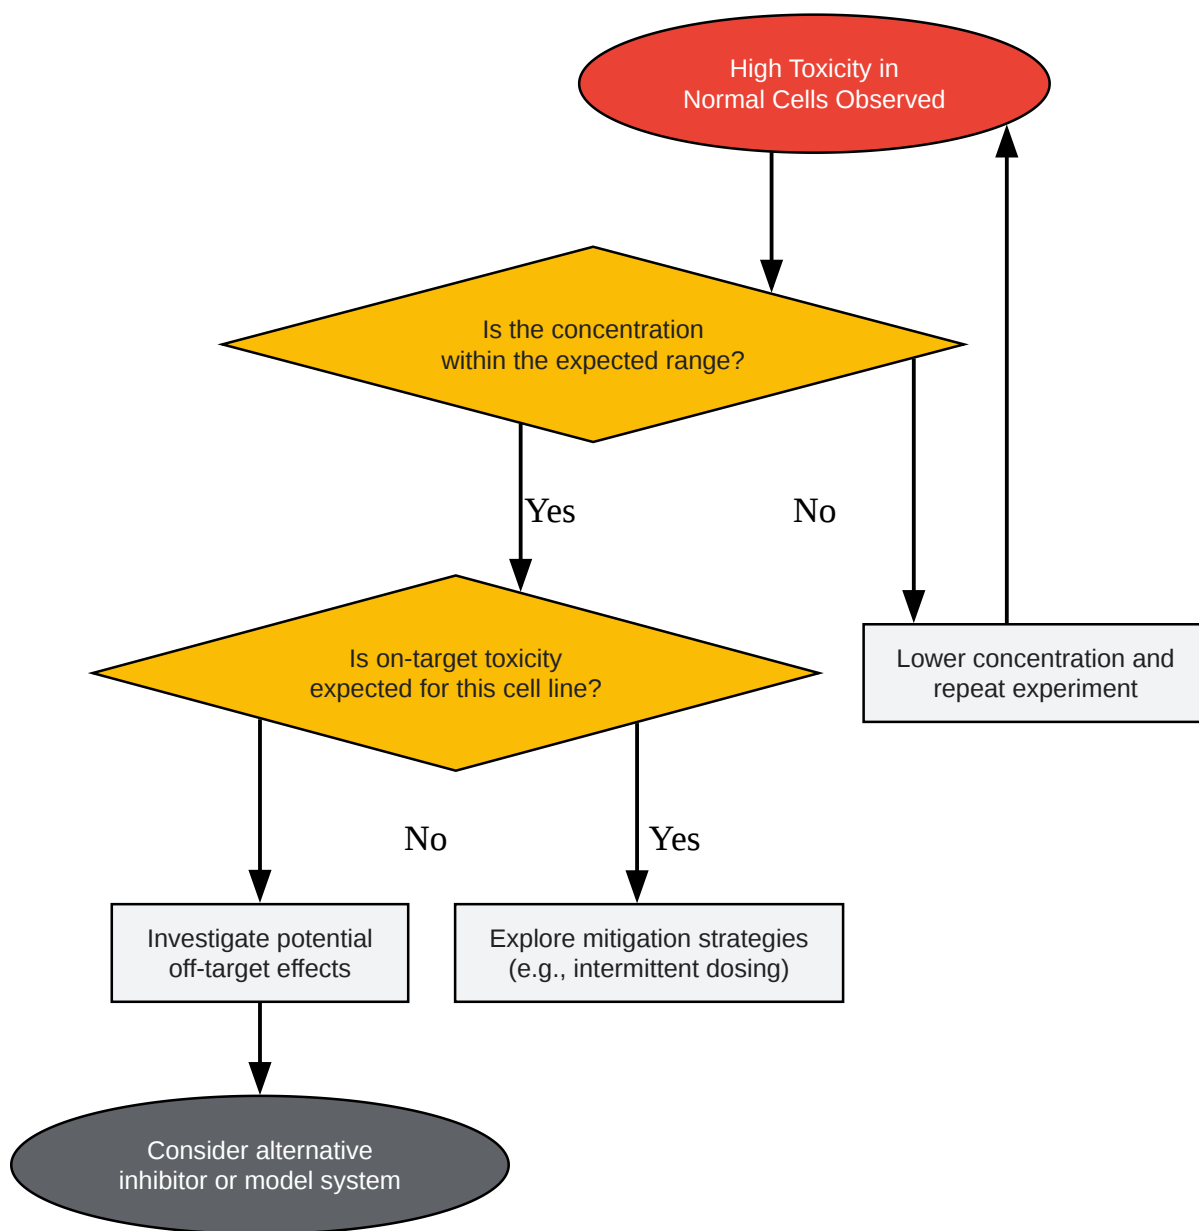 High Toxicity in
Normal Cells Observed
Is the concentration
within the expected range?
Yes
No
Is on-target toxicity
expected for this cell line?
Lower concentration and
repeat experiment
No
Yes
Investigate potential
off-target effects
Explore mitigation strategies
(e.g., intermittent dosing)
Consider alternative
inhibitor or model system